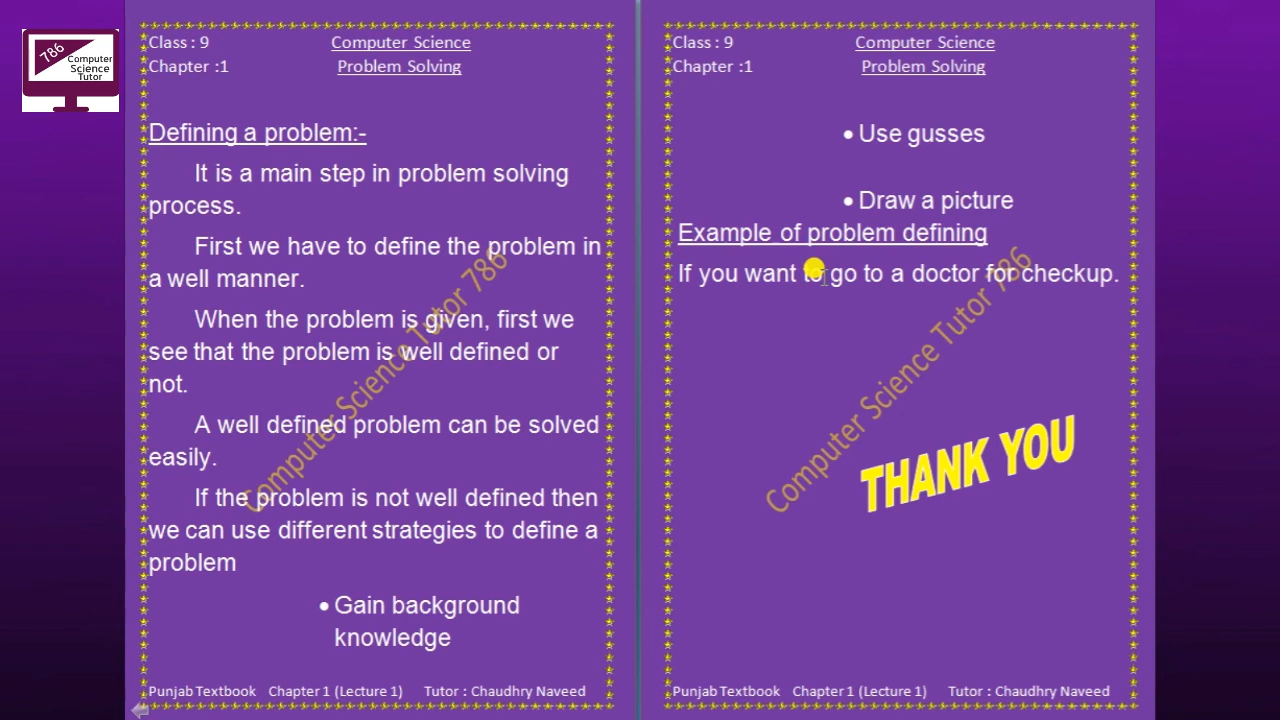 786
Computer
Science
Tutor
Class : 9 Computer Science
Chapter :1 Problem Solving
Defining a problem:-
It is a main step in problem solving
process.
First we have to define the problem in
a well manner.
When the problem is given, first we
see that the problem is well defined or
not.
A well defined problem can be solved
easily.
If the problem is not well defined then
we can use different strategies to define a
problem
• Gain background
knowledge
Computer Science Tutor 786
Punjab Textbook Chapter 1 (Lecture 1) Tutor : Chaudhry Naveed
Class : 9 Computer Science
Chapter :1 Problem Solving
• Use gusses
• Draw a picture
Example of problem defining
If you want to go to a doctor for checkup.
Computer Science Tutor 786
THANK YOU
Punjab Textbook Chapter 1 (Lecture 1) Tutor : Chaudhry Naveed